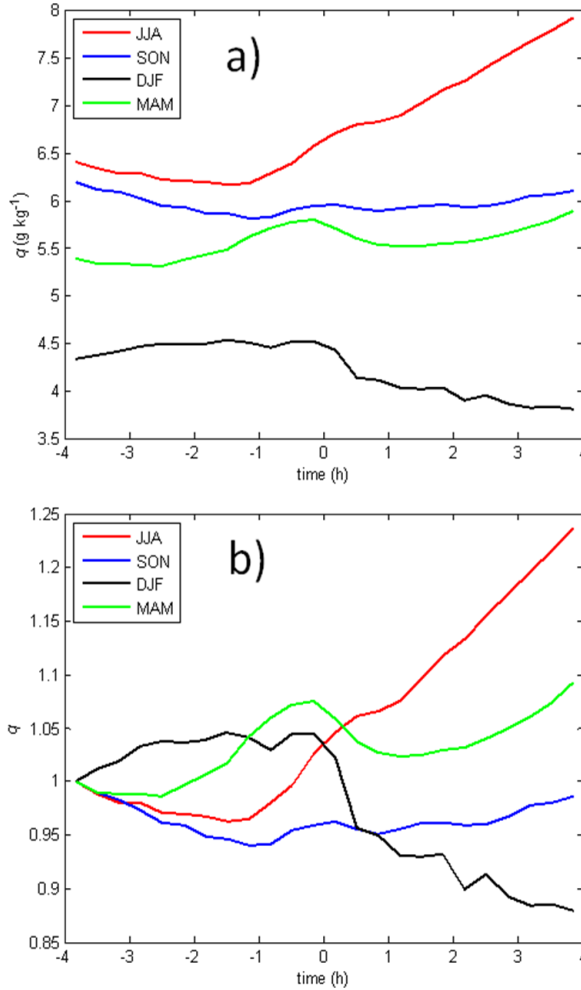 a)
JJA
SON
DJF
MAM
8
7.5
7
6.5
6
5.5
5
4.5
4
3.5
q (g kg⁻¹)
-4 -3 -2 -1 0 1 2 3 4
time (h)
b)
JJA
SON
DJF
MAM
1.25
1.2
1.15
1.1
1.05
1
0.95
0.9
0.85
q
-4 -3 -2 -1 0 1 2 3 4
time (h)